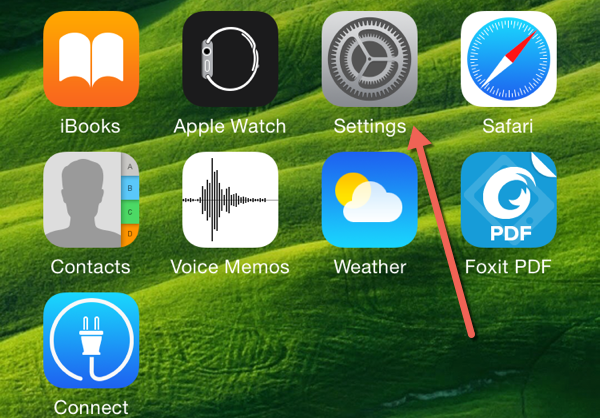 iBooks
Apple Watch
Settings
Safari
A
B
C
D
PDF
Contacts
Voice Memos
Weather
Foxit PDF
Connect